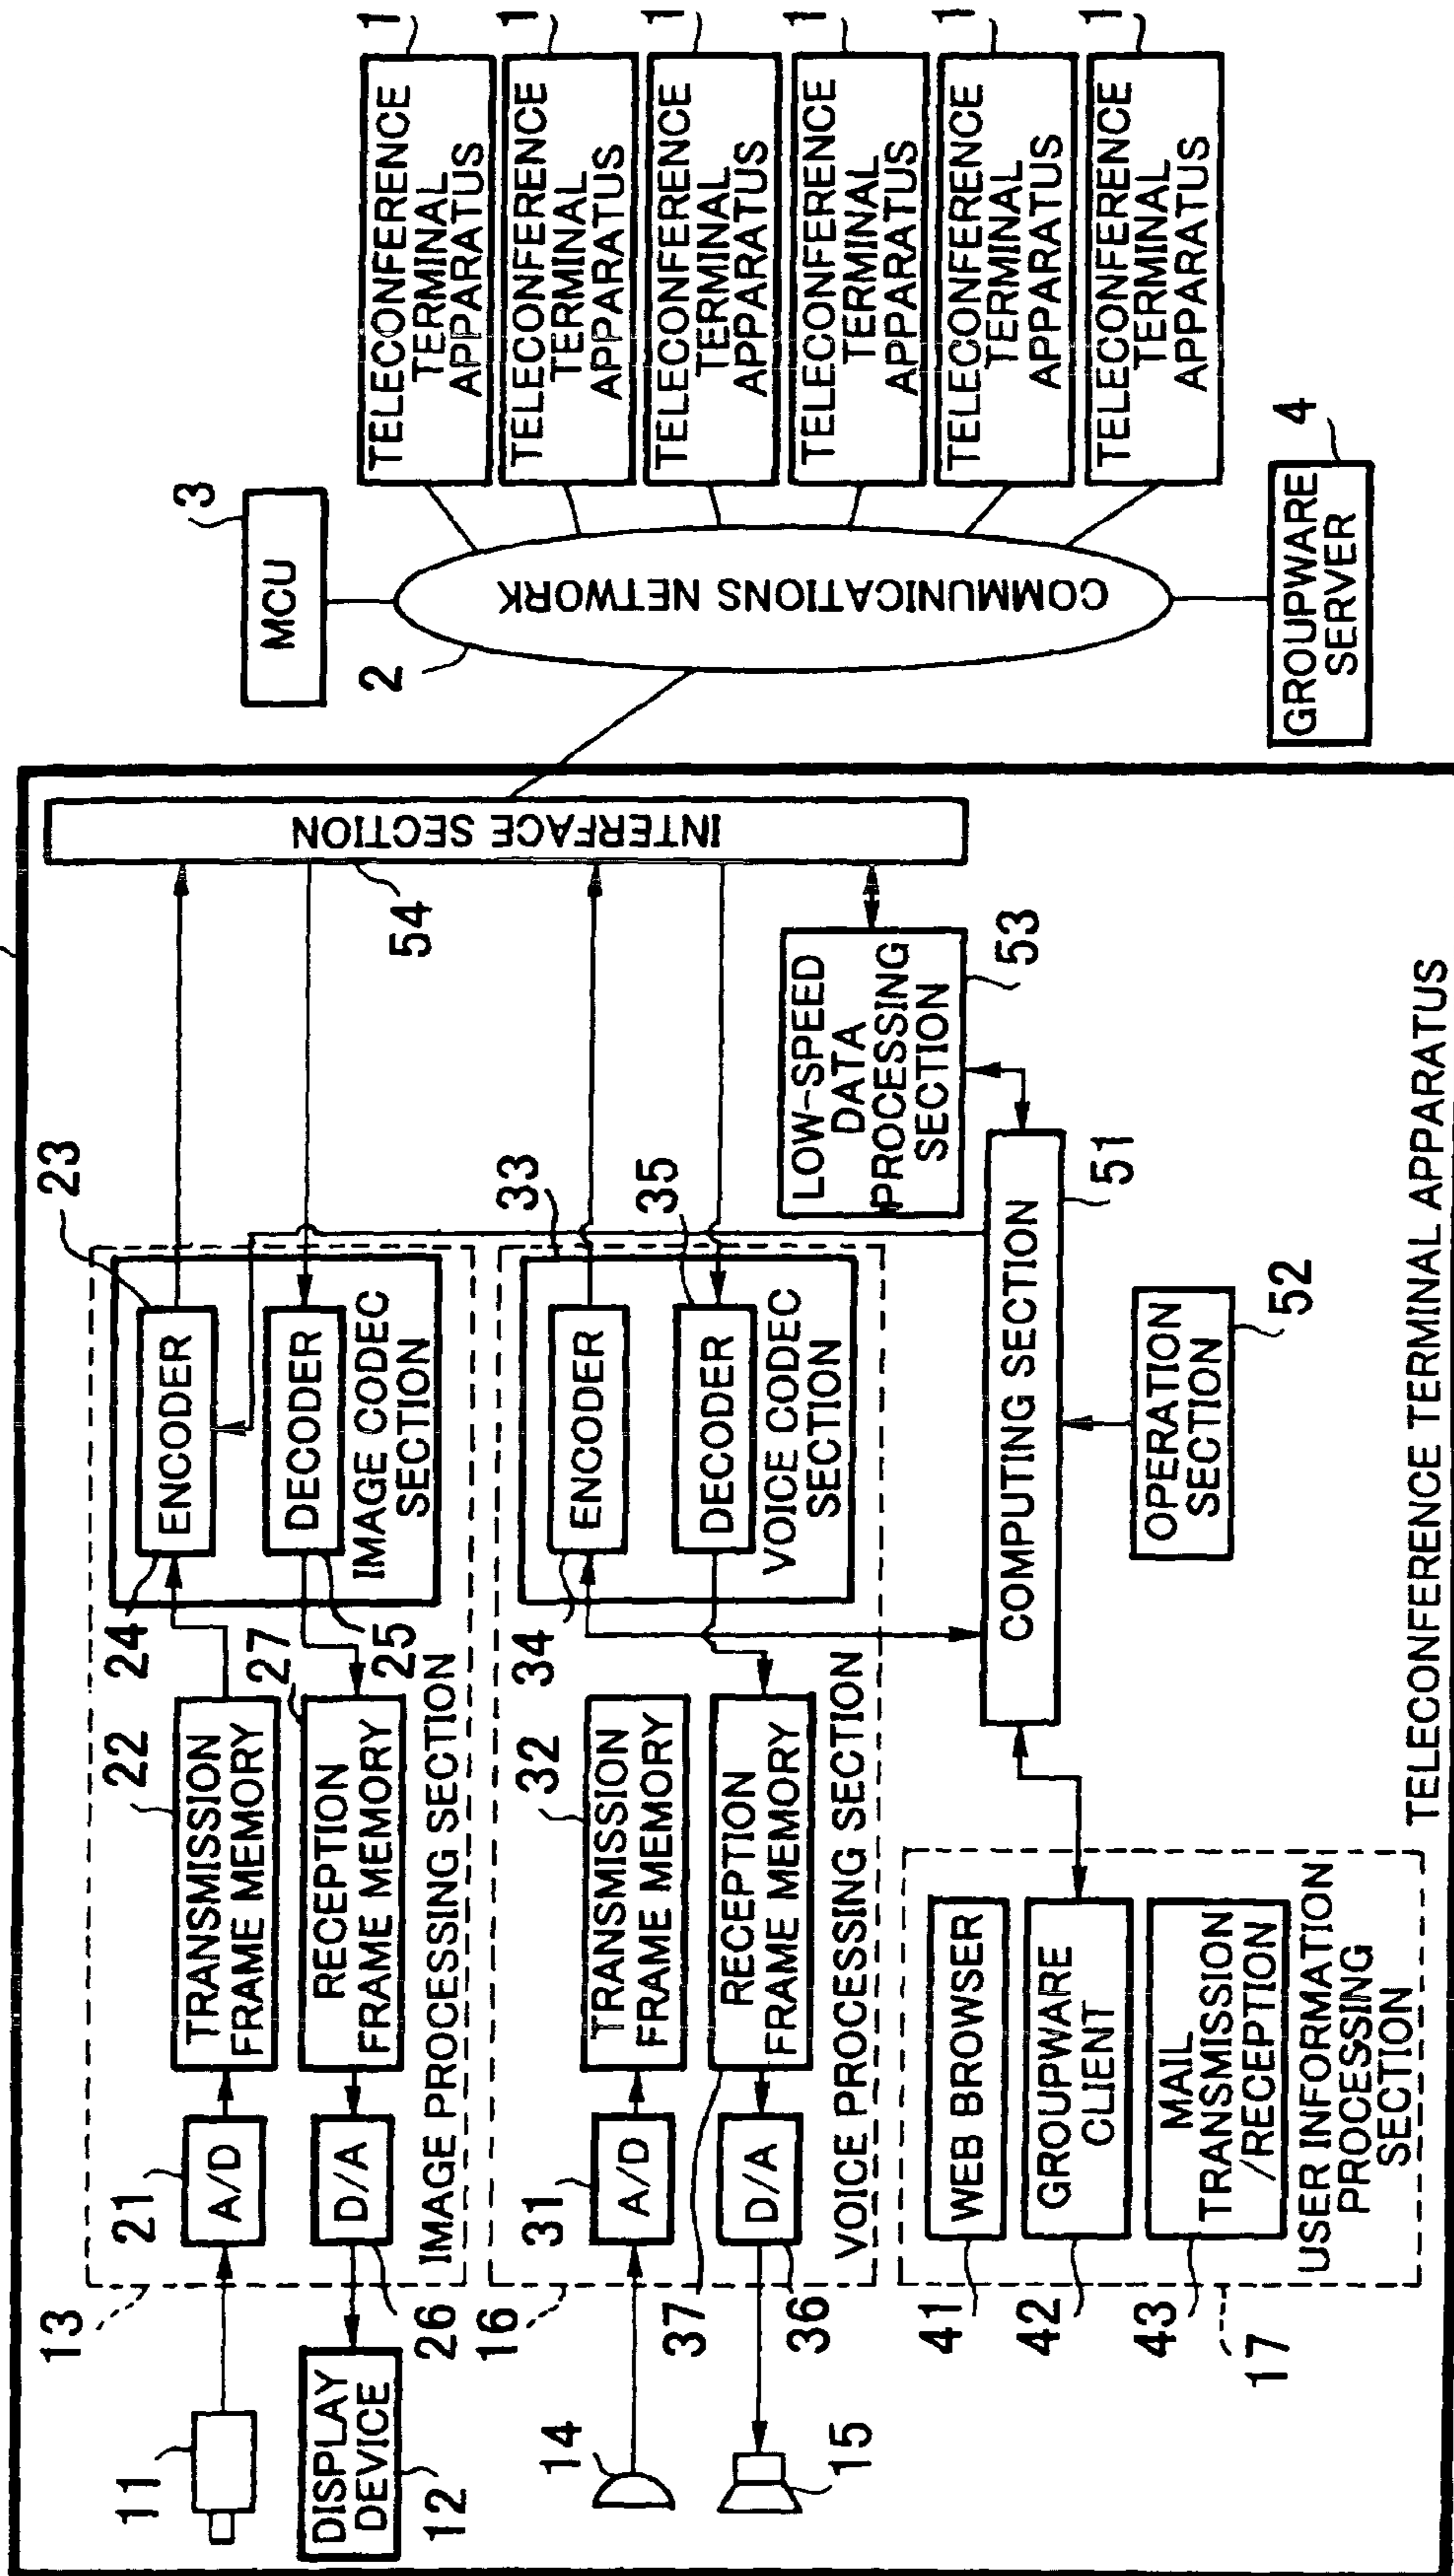 11
DISPLAY
DEVICE
12
14
15
13
21
A/D
22
TRANSMISSION
FRAME MEMORY
24
ENCODER
23
D/A
26
27
RECEPTION
FRAME MEMORY
25
DECODER
IMAGE CODEC
SECTION
IMAGE PROCESSING SECTION
16
31
A/D
32
TRANSMISSION
FRAME MEMORY
34
ENCODER
33
37
D/A
36
RECEPTION
FRAME MEMORY
DECODER
35
VOICE CODEC
SECTION
VOICE PROCESSING SECTION
41
WEB BROWSER
42
GROUPWARE
CLIENT
43
MAIL
TRANSMISSION
/RECEPTION
17
USER INFORMATION
PROCESSING
SECTION
COMPUTING SECTION
51
OPERATION
SECTION
52
LOW-SPEED
DATA
PROCESSING
SECTION
53
INTERFACE SECTION
54
TELECONFERENCE TERMINAL APPARATUS
MCU
3
2
COMMUNICATIONS NETWORK
TELECONFERENCE
TERMINAL
APPARATUS
1
TELECONFERENCE
TERMINAL
APPARATUS
1
TELECONFERENCE
TERMINAL
APPARATUS
1
TELECONFERENCE
TERMINAL
APPARATUS
1
TELECONFERENCE
TERMINAL
APPARATUS
1
TELECONFERENCE
TERMINAL
APPARATUS
1
GROUPWARE
SERVER
4